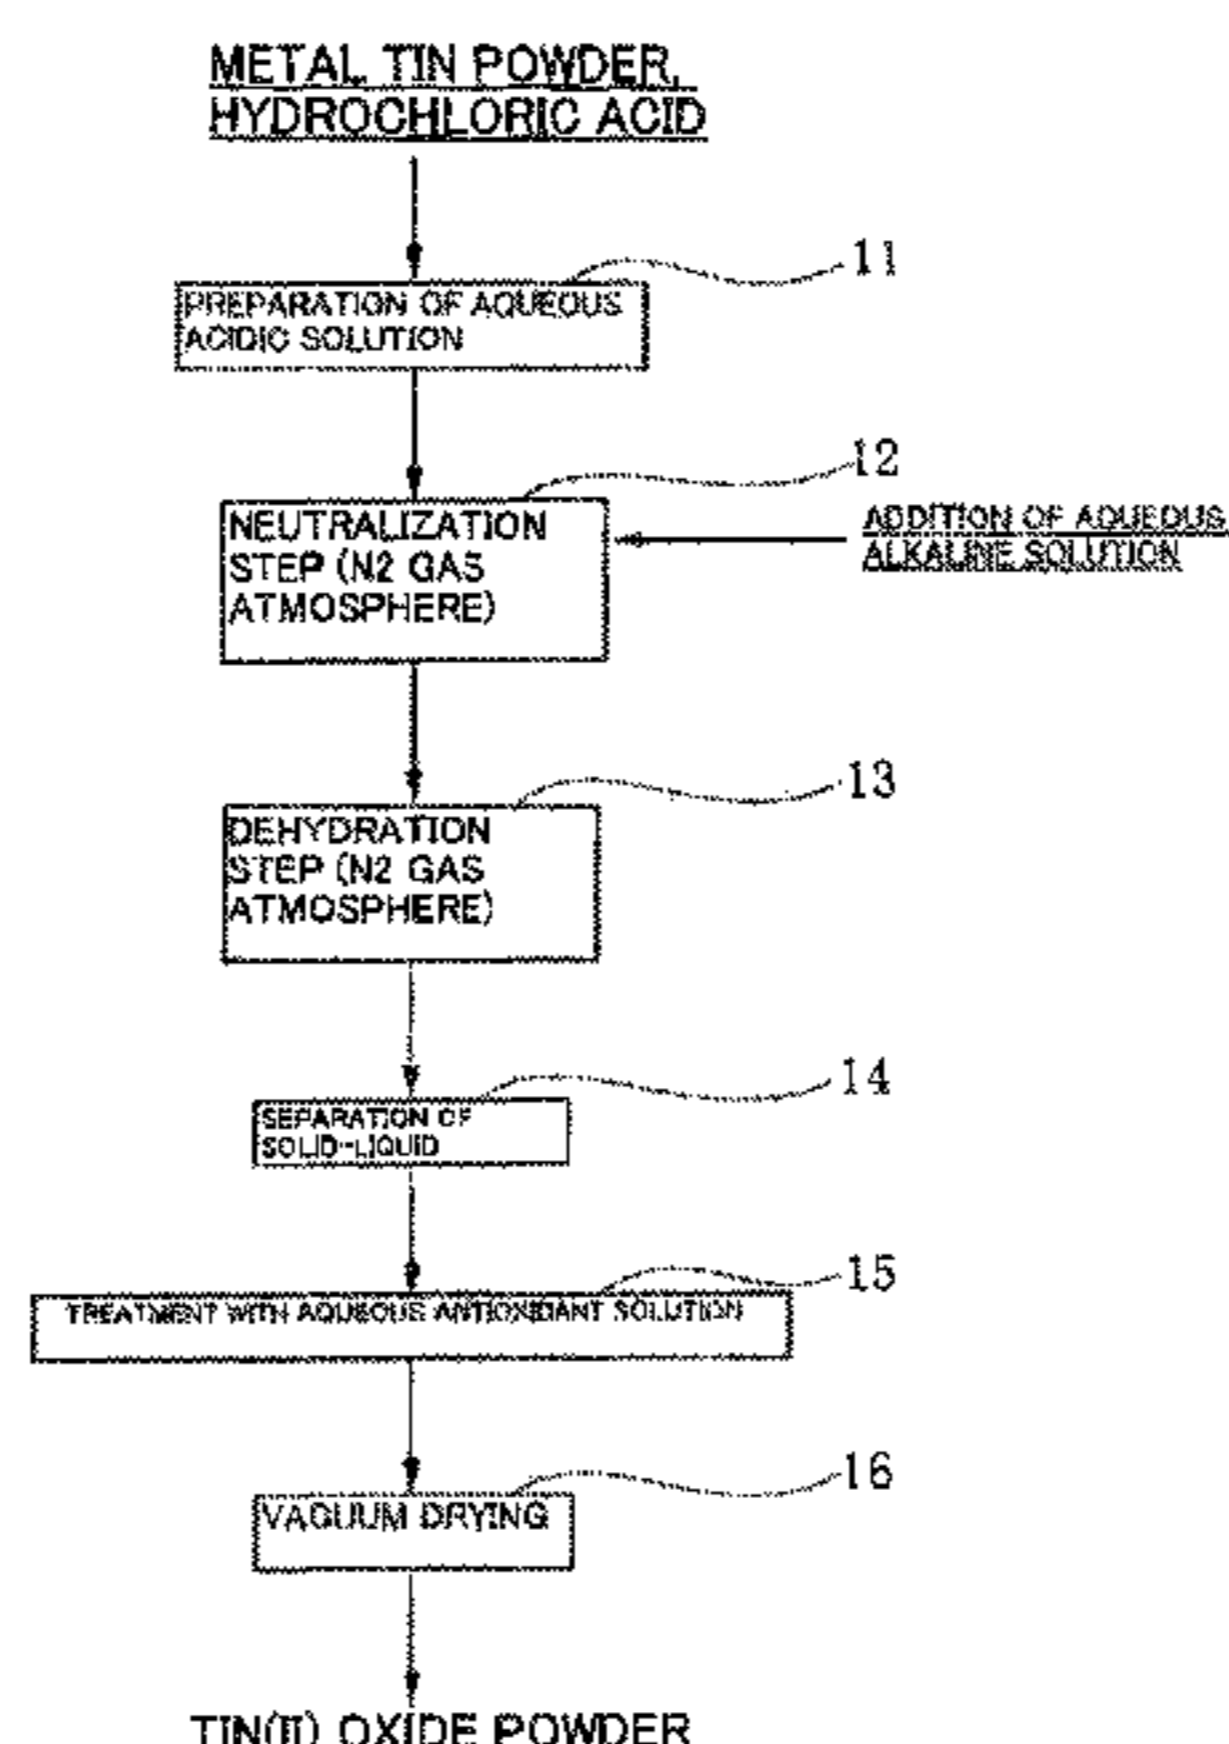 METAL TIN POWDER,
HYDROCHLORIC ACID
11
PREPARATION OF AQUEOUS
ACIDIC SOLUTION
12
NEUTRALIZATION
STEP (N2 GAS
ATMOSPHERE)
ADDITION OF AQUEOUS
ALKALINE SOLUTION
13
DEHYDRATION
STEP (N2 GAS
ATMOSPHERE)
14
SEPARATION OF
SOLID-LIQUID
15
TREATMENT WITH AQUEOUS ANTIOXIDANT SOLUTION
16
VACUUM DRYING
TIN(II) OXIDE POWDER